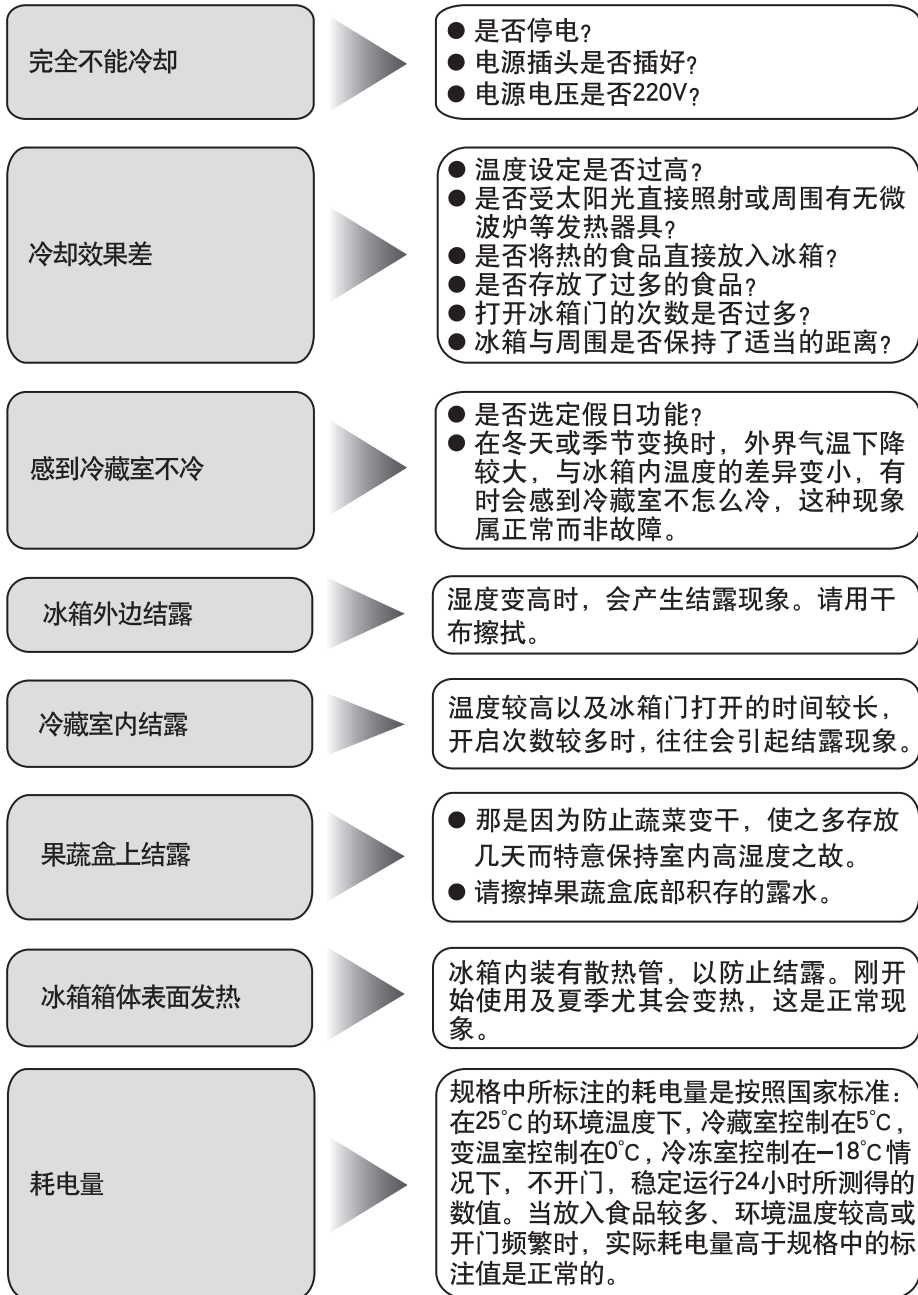 完全不能冷却
● 是否停电?
● 电源插头是否插好?
● 电源电压是否220V?
冷却效果差
● 温度设定是否过高?
● 是否受太阳光直接照射或周围有无微
波炉等发热器具?
● 是否将热的食品直接放入冰箱?
● 是否存放了过多的食品?
● 打开冰箱门的次数是否过多?
● 冰箱与周围是否保持了适当的距离?
感到冷藏室不冷
● 是否选定假日功能?
● 在冬天或季节变换时，外界气温下降
较大，与冰箱内温度的差异变小，有
时会感到冷藏室不怎么冷，这种现象
属正常而非故障。
冰箱外边结露
湿度变高时，会产生结露现象。请用干
布擦拭。
冷藏室内结露
温度较高以及冰箱门打开的时间较长，
开启次数较多时，往往会引起结露现象。
果蔬盒上结露
● 那是因为防止蔬菜变干，使之多存放
几天而特意保持室内高湿度之故。
● 请擦掉果蔬盒底部积存的露水。
冰箱箱体表面发热
冰箱内装有散热管，以防止结露。刚开
始使用及夏季尤其会变热，这是正常现
象。
耗电量
规格中所标注的耗电量是按照国家标准：
在25℃的环境温度下，冷藏室控制在5℃，
变温室控制在0℃，冷冻室控制在−18℃情
况下，不开门，稳定运行24小时所测得的
数值。当放入食品较多、环境温度较高或
开门频繁时，实际耗电量高于规格中的标
注值是正常的。